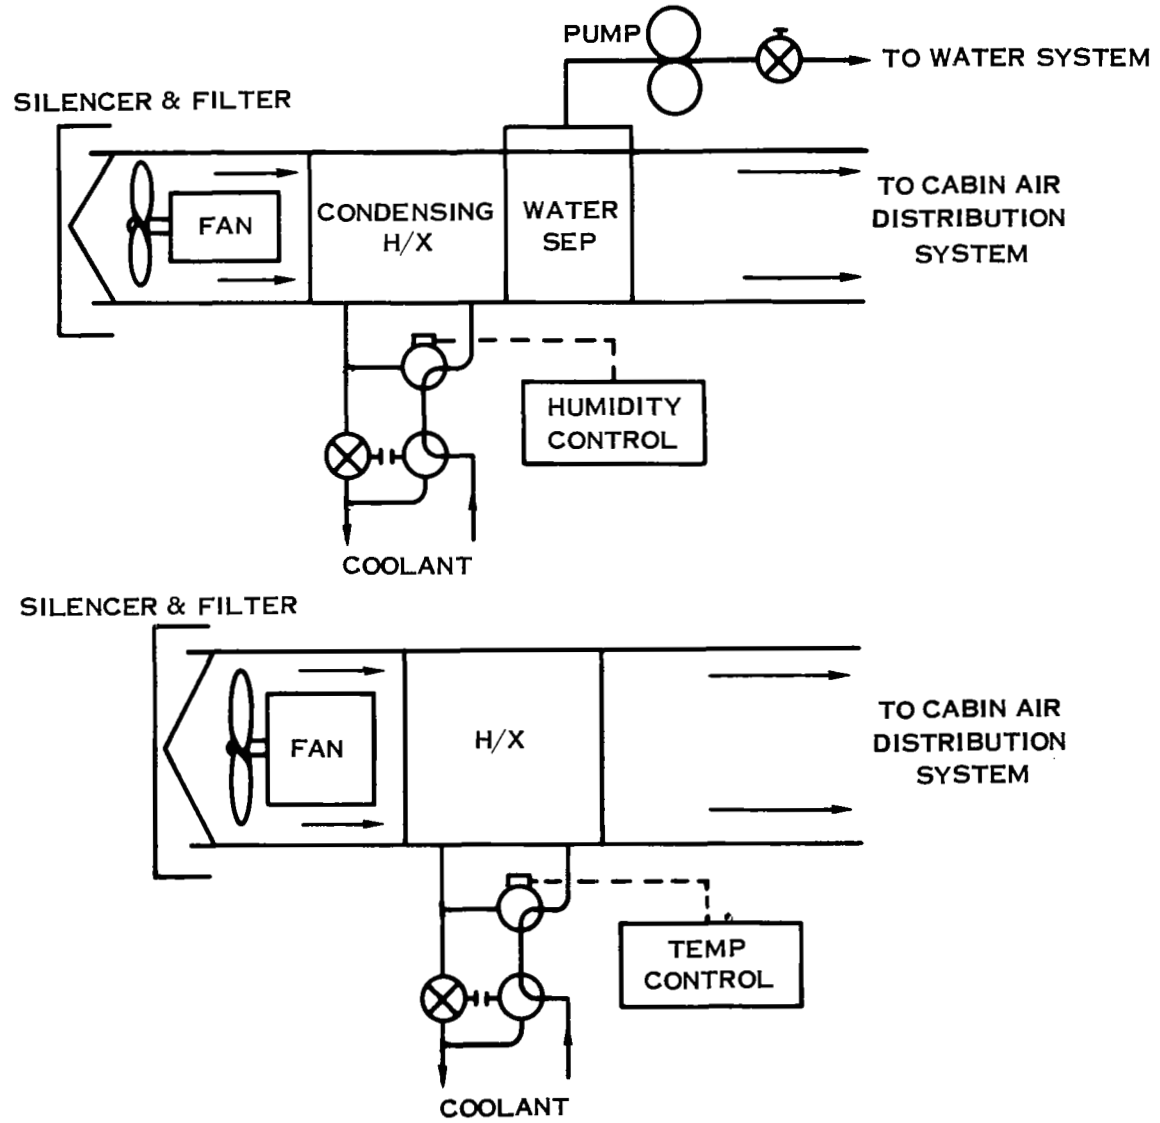 PUMP
TO WATER SYSTEM
SILENCER & FILTER
FAN
CONDENSING
H/X
WATER
SEP
TO CABIN AIR
DISTRIBUTION
SYSTEM
HUMIDITY
CONTROL
COOLANT
SILENCER & FILTER
FAN
H/X
TO CABIN AIR
DISTRIBUTION
SYSTEM
TEMP
CONTROL
COOLANT